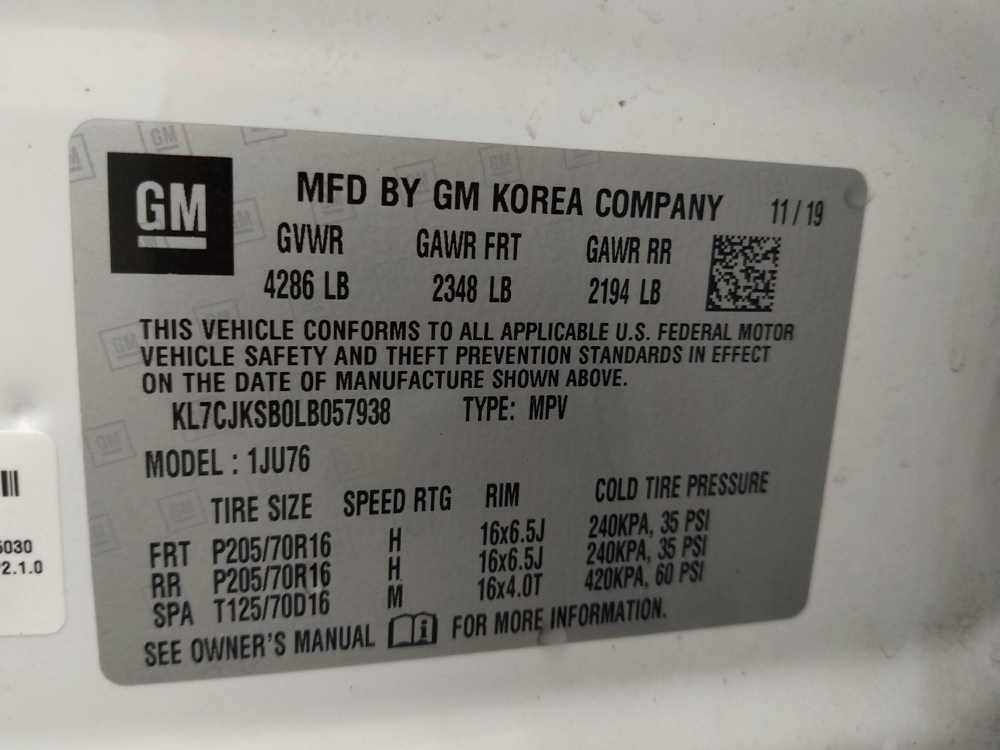 GM
MFD BY GM KOREA COMPANY 11 / 19
GVWR GAWR FRT GAWR RR
4286 LB 2348 LB 2194 LB
THIS VEHICLE CONFORMS TO ALL APPLICABLE U.S. FEDERAL MOTOR
VEHICLE SAFETY AND THEFT PREVENTION STANDARDS IN EFFECT
ON THE DATE OF MANUFACTURE SHOWN ABOVE.
KL7CJKSB0LB057938 TYPE: MPV
MODEL : 1JU76
TIRE SIZE SPEED RTG RIM COLD TIRE PRESSURE
FRT P205/70R16 H 16x6.5J 240KPA, 35 PSI
RR P205/70R16 H 16x6.5J 240KPA, 35 PSI
SPA T125/70D16 M 16x4.0T 420KPA, 60 PSI
SEE OWNER'S MANUAL FOR MORE INFORMATION.
5030
2.1.0